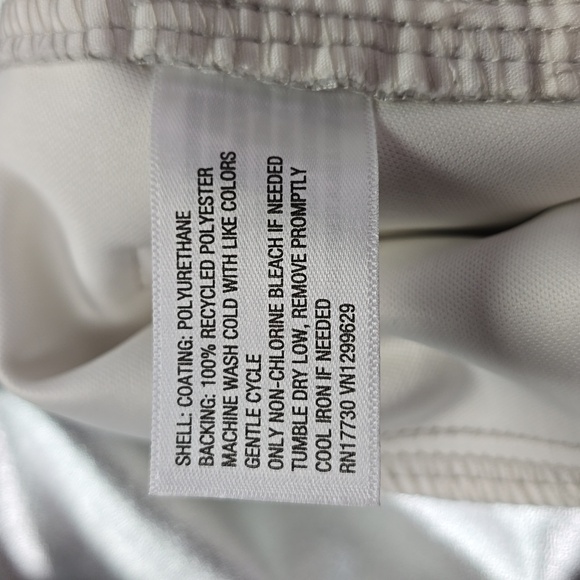 SHELL: COATING: POLYURETHANE
BACKING: 100% RECYCLED POLYESTER
MACHINE WASH COLD WITH LIKE COLORS
GENTLE CYCLE
ONLY NON-CHLORINE BLEACH IF NEEDED
TUMBLE DRY LOW, REMOVE PROMPTLY
COOL IRON IF NEEDED
RN17730 VN1299629